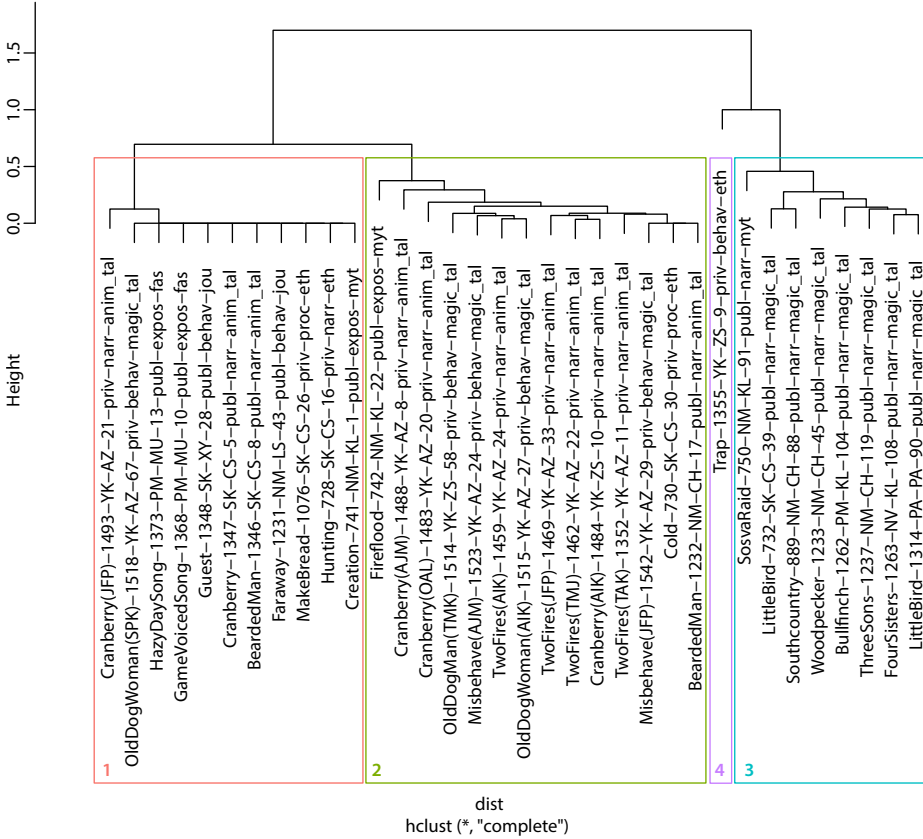 1.5
1.0
0.5
0.0
Height
Cranberry(JFP)−1493−YK−AZ−21−priv−narr−anim_tal
OldDogWoman(SPK)−1518−YK−AZ−67−priv−behav−magic_tal
HazyDaySong−1373−PM−MU−13−publ−expos−fas
GameVoicedSong−1368−PM−MU−10−publ−expos−fas
Guest−1348−SK−XY−28−publ−behav−jou
Cranberry−1347−SK−CS−5−publ−narr−anim_tal
BeardedMan−1346−SK−CS−8−publ−narr−anim_tal
Faraway−1231−NM−LS−43−publ−behav−jou
MakeBread−1076−SK−CS−26−priv−proc−eth
Hunting−728−SK−CS−16−priv−narr−eth
Creation−741−NM−KL−1−publ−expos−myt
Fireflood−742−NM−KL−22−publ−expos−myt
Cranberry(AJM)−1488−YK−AZ−8−priv−narr−anim_tal
Cranberry(OAL)−1483−YK−AZ−20−priv−narr−anim_tal
OldDogMan(TMK)−1514−YK−ZS−58−priv−behav−magic_tal
Misbehave(AJM)−1523−YK−AZ−24−priv−behav−magic_tal
TwoFires(AIK)−1459−YK−AZ−24−priv−narr−anim_tal
OldDogWoman(AIK)−1515−YK−AZ−27−priv−behav−magic_tal
TwoFires(JFP)−1469−YK−AZ−33−priv−narr−anim_tal
TwoFires(TMJ)−1462−YK−AZ−22−priv−narr−anim_tal
Cranberry(AIK)−1484−YK−ZS−10−priv−narr−anim_tal
TwoFires(TAK)−1352−YK−AZ−11−priv−narr−anim_tal
Misbehave(JFP)−1542−YK−AZ−29−priv−behav−magic_tal
Cold−730−SK−CS−30−priv−proc−eth
BeardedMan−1232−NM−CH−17−publ−narr−anim_tal
Trap−1355−YK−ZS−9−priv−behav−eth
SosvaRaid−750−NM−KL−91−publ−narr−myt
LittleBird−732−SK−CS−39−publ−narr−magic_tal
Southcountry−889−NM−CH−88−publ−narr−magic_tal
Woodpecker−1233−NM−CH−45−publ−narr−magic_tal
Bullfinch−1262−PM−KL−104−publ−narr−magic_tal
ThreeSons−1237−NM−CH−119−publ−narr−magic_tal
FourSisters−1263−NV−KL−108−publ−narr−magic_tal
LittleBird−1314−PA−PA−90−publ−narr−magic_tal
1 2 4 3
dist
hclust (*, "complete")